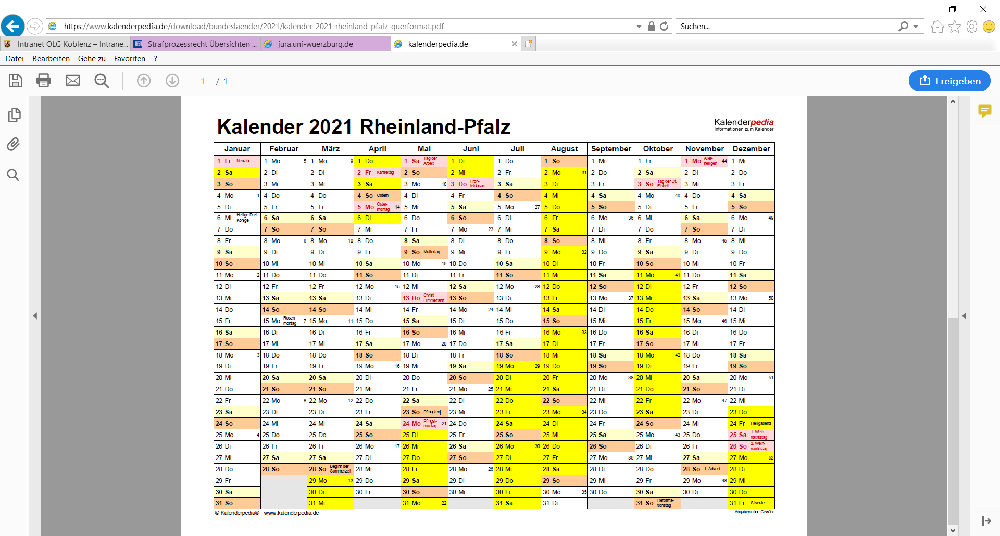 https://www.kalenderpedia.de/download/bundeslaender/2021/kalender-2021-rheinland-pfalz-querformat.pdf
Suchen...
Intranet OLG Koblenz – Intrane... Strafprozessrecht Übersichten ... jura.uni-wuerzburg.de kalenderpedia.de
Datei Bearbeiten Gehe zu Favoriten ?
1 / 1
Freigeben
Kalender 2021 Rheinland-Pfalz
Kalenderpedia
Informationen zum Kalender
Januar Februar März April Mai Juni Juli August September Oktober November Dezember
1 Fr Neujahr 1 Mo 5 1 Mo 9 1 Do 1 Sa Tag der Arbeit 1 Di 1 Do 1 So 1 Mi 1 Fr 1 Mo Aller-heiligen 44 1 Mi
2 Sa 2 Di 2 Di 2 Fr Karfreitag 2 So 2 Mi 2 Fr 2 Mo 31 2 Do 2 Sa 2 Di 2 Do
3 So 3 Mi 3 Mi 3 Sa 3 Mo 18 3 Do Fron-leichnam 3 Sa 3 Di 3 Fr 3 So Tag der Dt. Einheit 3 Mi 3 Fr
4 Mo 1 4 Do 4 Do 4 So Ostern 4 Di 4 Fr 4 So 4 Mi 4 Sa 4 Mo 40 4 Do 4 Sa
5 Di 5 Fr 5 Fr 5 Mo Oster-montag 14 5 Mi 5 Sa 5 Mo 27 5 Do 5 So 5 Di 5 Fr 5 So
6 Mi Heilige Drei Könige 6 Sa 6 Sa 6 Di 6 Do 6 So 6 Di 6 Fr 6 Mo 36 6 Mi 6 Sa 6 Mo 49
7 Do 7 So 7 So 7 Mi 7 Fr 7 Mo 23 7 Mi 7 Sa 7 Di 7 Do 7 So 7 Di
8 Fr 8 Mo 6 8 Mo 10 8 Do 8 Sa 8 Di 8 Do 8 So 8 Mi 8 Fr 8 Mo 45 8 Mi
9 Sa 9 Di 9 Di 9 Fr 9 So Muttertag 9 Mi 9 Fr 9 Mo 32 9 Do 9 Sa 9 Di 9 Do
10 So 10 Mi 10 Mi 10 Sa 10 Mo 19 10 Do 10 Sa 10 Di 10 Fr 10 So 10 Mi 10 Fr
11 Mo 2 11 Do 11 Do 11 So 11 Di 11 Fr 11 So 11 Mi 11 Sa 11 Mo 41 11 Do 11 Sa
12 Di 12 Fr 12 Fr 12 Mo 15 12 Mi 12 Sa 12 Mo 28 12 Do 12 So 12 Di 12 Fr 12 So
13 Mi 13 Sa 13 Sa 13 Di 13 Do Christi Himmelfahrt 13 So 13 Di 13 Fr 13 Mo 37 13 Mi 13 Sa 13 Mo 50
14 Do 14 So 14 So 14 Mi 14 Fr 14 Mo 24 14 Mi 14 Sa 14 Di 14 Do 14 So 14 Di
15 Fr 15 Mo Rosen-montag 7 15 Mo 11 15 Do 15 Sa 15 Di 15 Do 15 So 15 Mi 15 Fr 15 Mo 46 15 Mi
16 Sa 16 Di 16 Di 16 Fr 16 So 16 Mi 16 Fr 16 Mo 33 16 Do 16 Sa 16 Di 16 Do
17 So 17 Mi 17 Mi 17 Sa 17 Mo 20 17 Do 17 Sa 17 Di 17 Fr 17 So 17 Mi 17 Fr
18 Mo 3 18 Do 18 Do 18 So 18 Di 18 Fr 18 So 18 Mi 18 Sa 18 Mo 42 18 Do 18 Sa
19 Di 19 Fr 19 Fr 19 Mo 16 19 Mi 19 Sa 19 Mo 29 19 Do 19 So 19 Di 19 Fr 19 So
20 Mi 20 Sa 20 Sa 20 Di 20 Do 20 So 20 Di 20 Fr 20 Mo 38 20 Mi 20 Sa 20 Mo 51
21 Do 21 So 21 So 21 Mi 21 Fr 21 Mo 25 21 Mi 21 Sa 21 Di 21 Do 21 So 21 Di
22 Fr 22 Mo 8 22 Mo 12 22 Do 22 Sa 22 Di 22 Do 22 So 22 Mi 22 Fr 22 Mo 47 22 Mi
23 Sa 23 Di 23 Di 23 Fr 23 So Pfingsten 23 Mi 23 Fr 23 Mo 34 23 Do 23 Sa 23 Di 23 Do
24 So 24 Mi 24 Mi 24 Sa 24 Mo Pfingst-montag 21 24 Do 24 Sa 24 Di 24 Fr 24 So 24 Mi 24 Fr Heiligabend
25 Mo 4 25 Do 25 Do 25 So 25 Di 25 Fr 25 So 25 Mi 25 Sa 25 Mo 43 25 Do 25 Sa 1. Weih-nachtstag
26 Di 26 Fr 26 Fr 26 Mo 17 26 Mi 26 Sa 26 Mo 30 26 Do 26 So 26 Di 26 Fr 26 So 2. Weih-nachtstag
27 Mi 27 Sa 27 Sa 27 Di 27 Do 27 So 27 Di 27 Fr 27 Mo 39 27 Mi 27 Sa 27 Mo 52
28 Do 28 So 28 So Beginn der Sommerzeit 28 Mi 28 Fr 28 Mo 26 28 Mi 28 Sa 28 Di 28 Do 28 So 1. Advent 28 Di
29 Fr 29 Mo 13 29 Do 29 Sa 29 Di 29 Do 29 So 29 Mi 29 Fr 29 Mo 48 29 Mi
30 Sa 30 Di 30 Fr 30 So 30 Mi 30 Fr 30 Mo 35 30 Do 30 Sa 30 Di 30 Do
31 So 31 Mi 31 Mo 22 31 Sa 31 Di 31 So Reforma-tionstag 31 Fr Silvester
© Kalenderpedia® www.kalenderpedia.de
Angaben ohne Gewähr